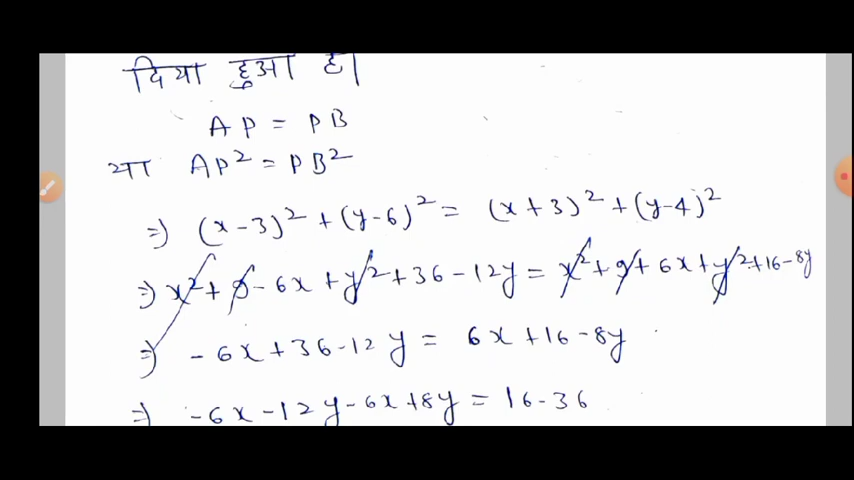 दिया हुआ है।
AP = PB
या AP² = PB²
⇒) (x-3)² + (y-6)² = (x+3)² + (y-4)²
⇒) x² + 9 - 6x + y² + 36 - 12y = x² + 9 + 6x + y² + 16 - 8y
⇒) -6x + 36 - 12y = 6x + 16 - 8y
⇒) -6x - 12y - 6x + 8y = 16 - 36